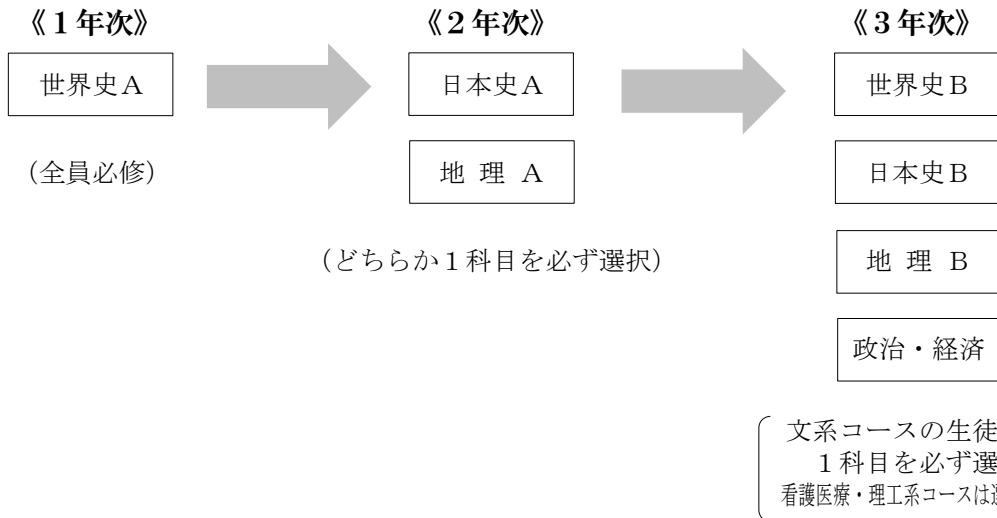 《１年次》
《２年次》
《３年次》
世界史Ａ
日本史Ａ
世界史Ｂ
（全員必修）
地 理 Ａ
日本史Ｂ
（どちらか１科目を必ず選択）
地 理 Ｂ
政治・経済
文系コースの生徒
１科目を必ず選
看護医療・理工系コースは